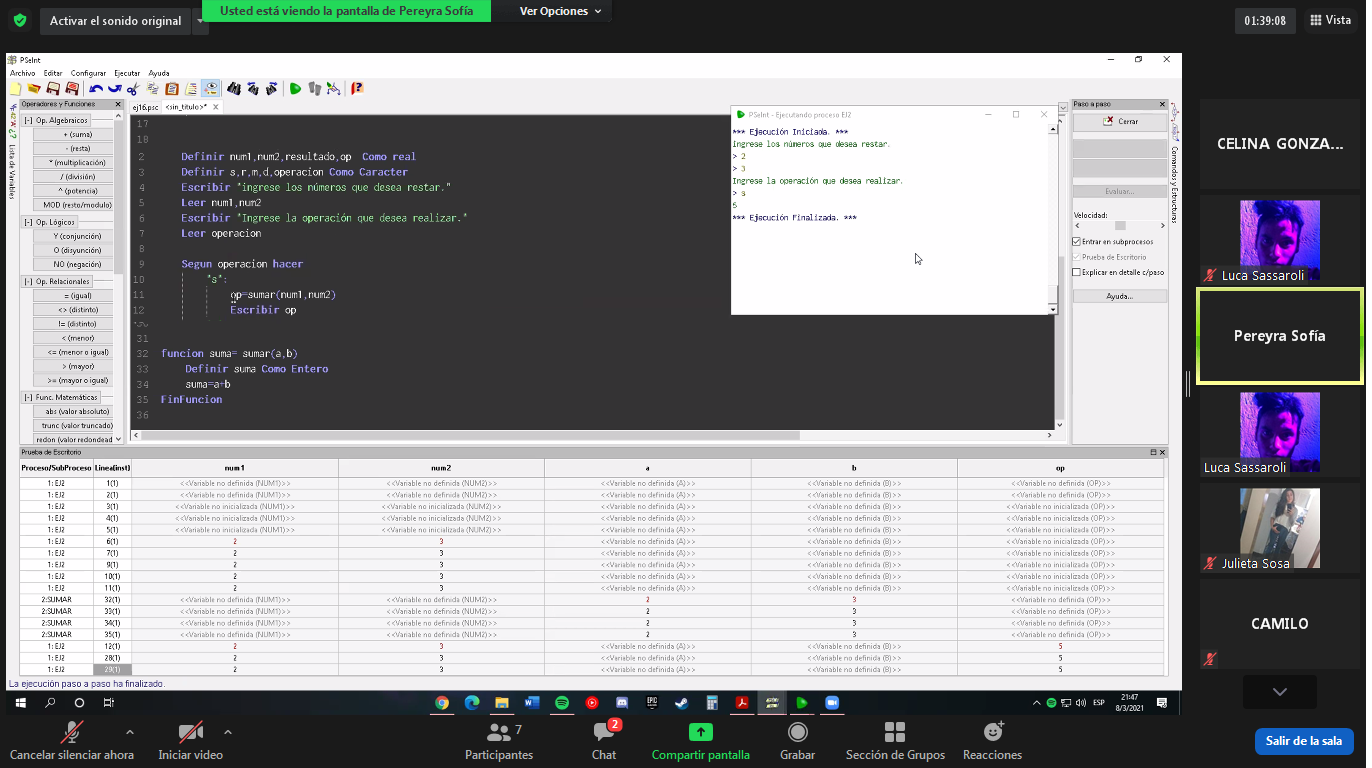 Activar el sonido original
Usted está viendo la pantalla de Pereyra Sofía
Ver Opciones
01:39:08
Vista
PSeInt
Archivo Editar Configurar Ejecutar Ayuda
Operadores y Funciones
ej16.psc <sin_titulo>*
[-] Op. Algebraicos
+ (suma)
- (resta)
* (multiplicación)
/ (división)
^ (potencia)
MOD (resto/modulo)
[-] Op. Lógicos
Y (conjunción)
O (disyunción)
NO (negación)
[-] Op. Relacionales
= (igual)
<> (distinto)
!= (distinto)
< (menor)
<= (menor o igual)
> (mayor)
>= (mayor o igual)
[-] Func. Matemáticas
abs (valor absoluto)
trunc (valor truncado)
redon (valor redondead
Lista de Variables
17
18
2 Definir num1,num2,resultado,op Como real
3 Definir s,r,m,d,operacion Como Caracter
4 Escribir "ingrese los números que desea restar."
5 Leer num1,num2
6 Escribir "Ingrese la operación que desea realizar."
7 Leer operacion
8
9 Segun operacion hacer
10 "s":
11 op=sumar(num1,num2)
12 Escribir op
31
32 funcion suma= sumar(a,b)
33 Definir suma Como Entero
34 suma=a+b
35 FinFuncion
36
PSeInt - Ejecutando proceso EJ2
*** Ejecución Iniciada. ***
Ingrese los números que desea restar.
> 2
> 3
Ingrese la operación que desea realizar.
> s
5
*** Ejecución Finalizada. ***
Paso a paso
Cerrar
Evaluar...
Velocidad:
Entrar en subprocesos
Prueba de Escritorio
Explicar en detalle c/paso
Ayuda...
Comandos y Estructuras
Prueba de Escritorio
Proceso/SubProceso Linea(inst) num1 num2 a b op
1: EJ2 1(1) <<Variable no definida (NUM1)>> <<Variable no definida (NUM2)>> <<Variable no definida (A)>> <<Variable no definida (B)>> <<Variable no definida (OP)>>
1: EJ2 2(1) <<Variable no definida (NUM1)>> <<Variable no definida (NUM2)>> <<Variable no definida (A)>> <<Variable no definida (B)>> <<Variable no definida (OP)>>
1: EJ2 3(1) <<Variable no inicializada (NUM1)>> <<Variable no inicializada (NUM2)>> <<Variable no definida (A)>> <<Variable no definida (B)>> <<Variable no inicializada (OP)>>
1: EJ2 4(1) <<Variable no inicializada (NUM1)>> <<Variable no inicializada (NUM2)>> <<Variable no definida (A)>> <<Variable no definida (B)>> <<Variable no inicializada (OP)>>
1: EJ2 5(1) <<Variable no inicializada (NUM1)>> <<Variable no inicializada (NUM2)>> <<Variable no definida (A)>> <<Variable no definida (B)>> <<Variable no inicializada (OP)>>
1: EJ2 6(1) 2 3 <<Variable no definida (A)>> <<Variable no definida (B)>> <<Variable no inicializada (OP)>>
1: EJ2 7(1) 2 3 <<Variable no definida (A)>> <<Variable no definida (B)>> <<Variable no inicializada (OP)>>
1: EJ2 9(1) 2 3 <<Variable no definida (A)>> <<Variable no definida (B)>> <<Variable no inicializada (OP)>>
1: EJ2 10(1) 2 3 <<Variable no definida (A)>> <<Variable no definida (B)>> <<Variable no inicializada (OP)>>
1: EJ2 11(1) 2 3 <<Variable no definida (A)>> <<Variable no definida (B)>> <<Variable no inicializada (OP)>>
2:SUMAR 32(1) <<Variable no definida (NUM1)>> <<Variable no definida (NUM2)>> 2 3 <<Variable no definida (OP)>>
2:SUMAR 33(1) <<Variable no definida (NUM1)>> <<Variable no definida (NUM2)>> 2 3 <<Variable no definida (OP)>>
2:SUMAR 34(1) <<Variable no definida (NUM1)>> <<Variable no definida (NUM2)>> 2 3 <<Variable no definida (OP)>>
2:SUMAR 35(1) <<Variable no definida (NUM1)>> <<Variable no definida (NUM2)>> 2 3 <<Variable no definida (OP)>>
1: EJ2 12(1) 2 3 <<Variable no definida (A)>> <<Variable no definida (B)>> 5
1: EJ2 28(1) 2 3 <<Variable no definida (A)>> <<Variable no definida (B)>> 5
1: EJ2 29(1) 2 3 <<Variable no definida (A)>> <<Variable no definida (B)>> 5
La ejecución paso a paso ha finalizado.
ESP
21:47
8/3/2021
CELINA GONZA...
Luca Sassaroli
Pereyra Sofía
Luca Sassaroli
Julieta Sosa
CAMILO
Cancelar silenciar ahora
Iniciar video
Participantes 7
Chat 2
Compartir pantalla
Grabar
Sección de Grupos
Reacciones
Salir de la sala